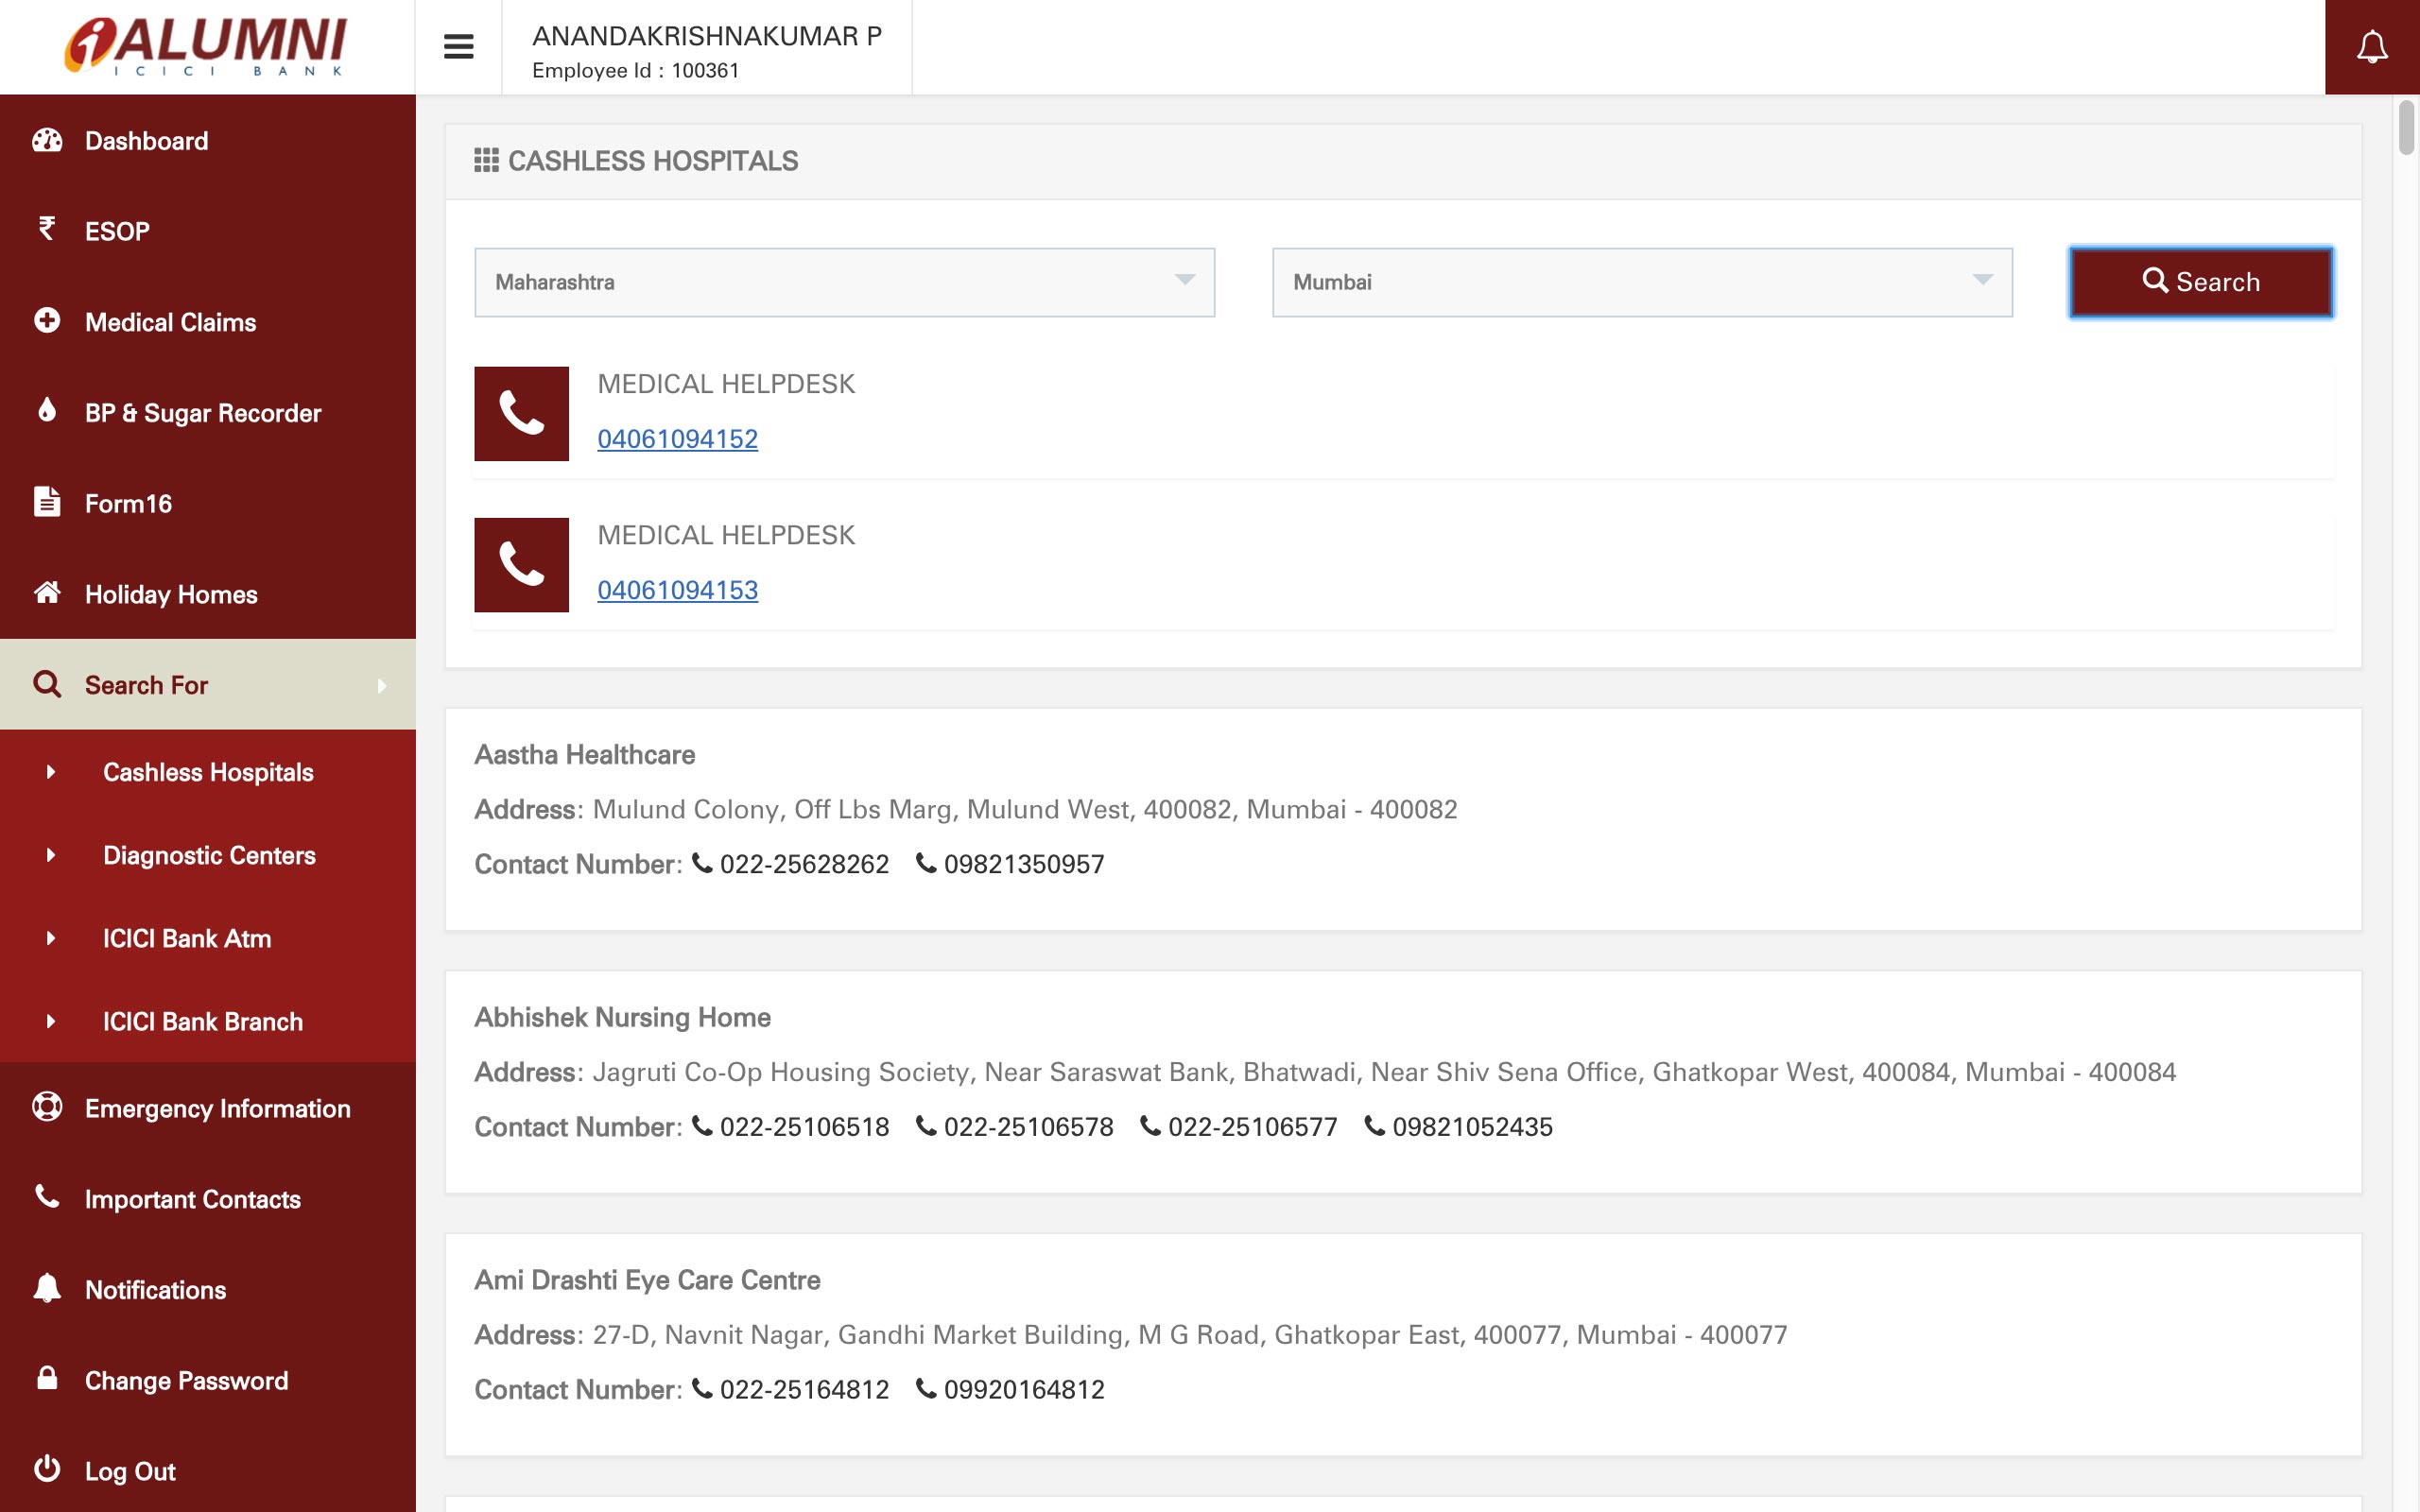 iALUMNI
ICICI BANK
ANANDAKRISHNAKUMAR P
Employee Id : 100361
Dashboard
ESOP
Medical Claims
BP & Sugar Recorder
Form16
Holiday Homes
Search For
Cashless Hospitals
Diagnostic Centers
ICICI Bank Atm
ICICI Bank Branch
Emergency Information
Important Contacts
Notifications
Change Password
Log Out
CASHLESS HOSPITALS
Maharashtra
Mumbai
Search
MEDICAL HELPDESK
04061094152
MEDICAL HELPDESK
04061094153
Aastha Healthcare
Address: Mulund Colony, Off Lbs Marg, Mulund West, 400082, Mumbai - 400082
Contact Number: 022-25628262 09821350957
Abhishek Nursing Home
Address: Jagruti Co-Op Housing Society, Near Saraswat Bank, Bhatwadi, Near Shiv Sena Office, Ghatkopar West, 400084, Mumbai - 400084
Contact Number: 022-25106518 022-25106578 022-25106577 09821052435
Ami Drashti Eye Care Centre
Address: 27-D, Navnit Nagar, Gandhi Market Building, M G Road, Ghatkopar East, 400077, Mumbai - 400077
Contact Number: 022-25164812 09920164812